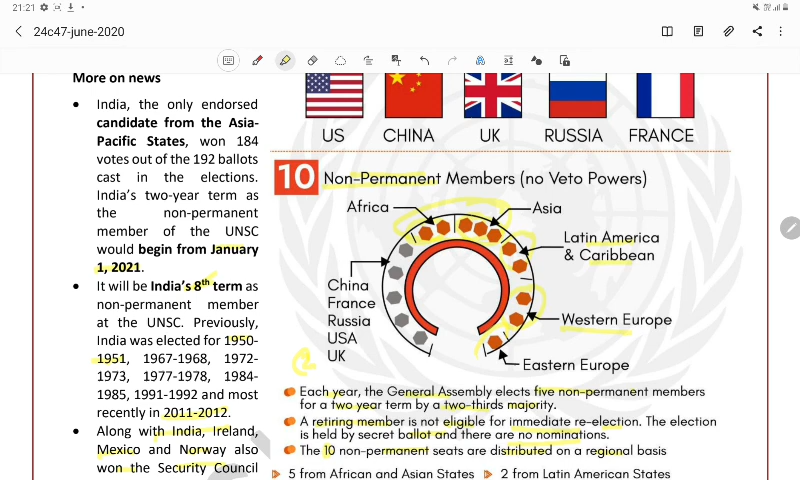 21:21
24c47-june-2020
More on news
• India, the only endorsed
candidate from the Asia-
Pacific States, won 184
votes out of the 192 ballots
cast in the elections.
India's two-year term as
the non-permanent
member of the UNSC
would begin from January
1, 2021.
• It will be India's 8th term as
non-permanent member
at the UNSC. Previously,
India was elected for 1950-
1951, 1967-1968, 1972-
1973, 1977-1978, 1984-
1985, 1991-1992 and most
recently in 2011-2012.
• Along with India, Ireland,
Mexico and Norway also
won the Security Council
US CHINA UK RUSSIA FRANCE
10 Non-Permanent Members (no Veto Powers)
Africa
Asia
Latin America
& Caribbean
China
France
Russia
USA
UK
Western Europe
Eastern Europe
Each year, the General Assembly elects five non-permanent members
for a two year term by a two-thirds majority.
A retiring member is not eligible for immediate re-election. The election
is held by secret ballot and there are no nominations.
The 10 non-permanent seats are distributed on a regional basis
5 from African and Asian States
2 from Latin American States